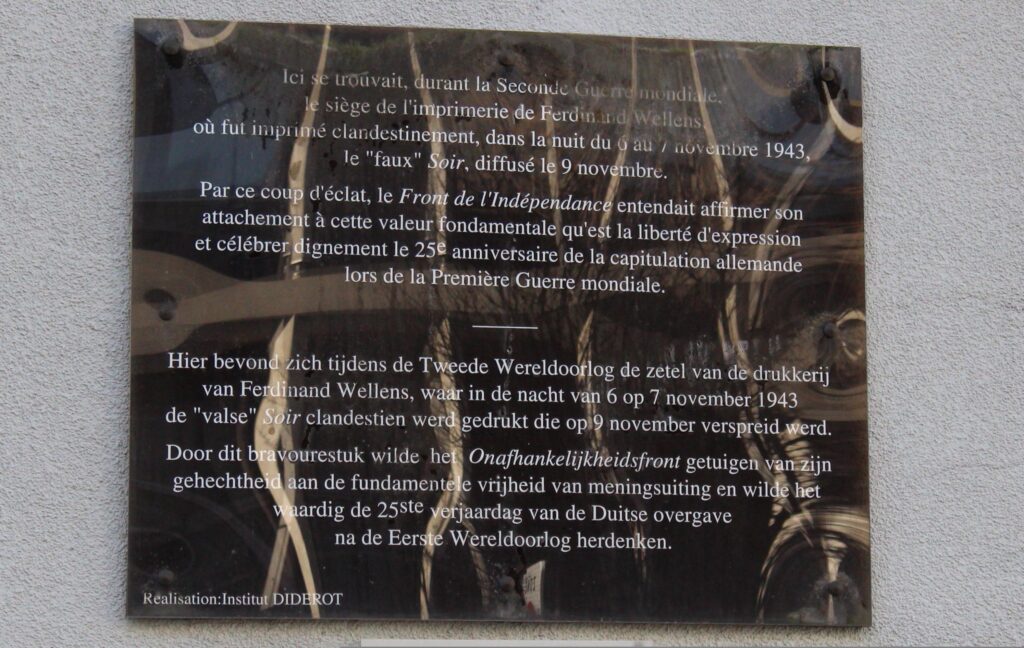 Ici se trouvait, durant la Seconde Guerre mondiale,
le siège de l'imprimerie de Ferdinand Wellens,
où fut imprimé clandestinement, dans la nuit du 6 au 7 novembre 1943,
le "faux" Soir, diffusé le 9 novembre.
Par ce coup d'éclat, le Front de l'Indépendance entendait affirmer son
attachement à cette valeur fondamentale qu'est la liberté d'expression
et célébrer dignement le 25e anniversaire de la capitulation allemande
lors de la Première Guerre mondiale.
Hier bevond zich tijdens de Tweede Wereldoorlog de zetel van de drukkerij
van Ferdinand Wellens, waar in de nacht van 6 op 7 november 1943
de "valse" Soir clandestien werd gedrukt die op 9 november verspreid werd.
Door dit bravourestuk wilde het Onafhankelijkheidsfront getuigen van zijn
gehechtheid aan de fundamentele vrijheid van meningsuiting en wilde het
waardig de 25ste verjaardag van de Duitse overgave
na de Eerste Wereldoorlog herdenken.
Realisation:Institut DIDEROT